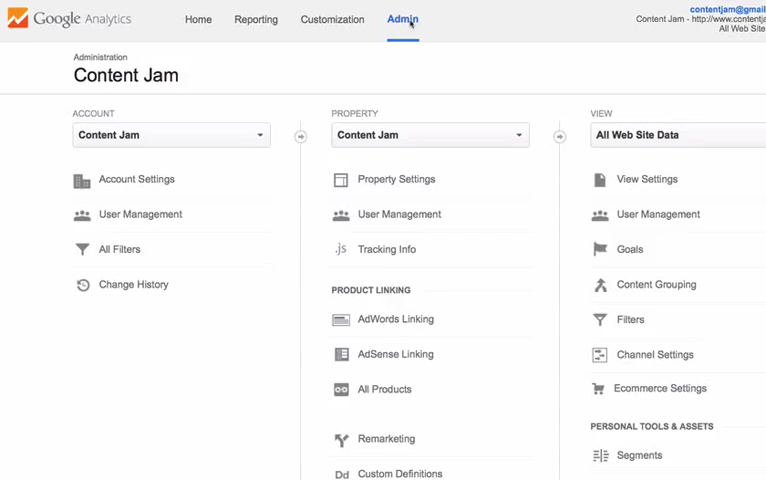 Google Analytics
Home Reporting Customization Admin
contentjam@gmail
Content Jam - http://www.contentj
All Web Site
Administration
Content Jam
ACCOUNT
Content Jam
Account Settings
User Management
All Filters
Change History
PROPERTY
Content Jam
Property Settings
User Management
.js Tracking Info
PRODUCT LINKING
AdWords Linking
AdSense Linking
All Products
Remarketing
Dd Custom Definitions
VIEW
All Web Site Data
View Settings
User Management
Goals
Content Grouping
Filters
Channel Settings
Ecommerce Settings
PERSONAL TOOLS & ASSETS
Segments